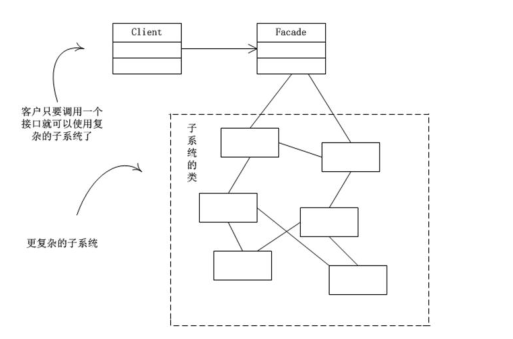 Client
Facade
客户只要调用一个
接口就可以使用复
杂的子系统了
子系统的类
更复杂的子系统